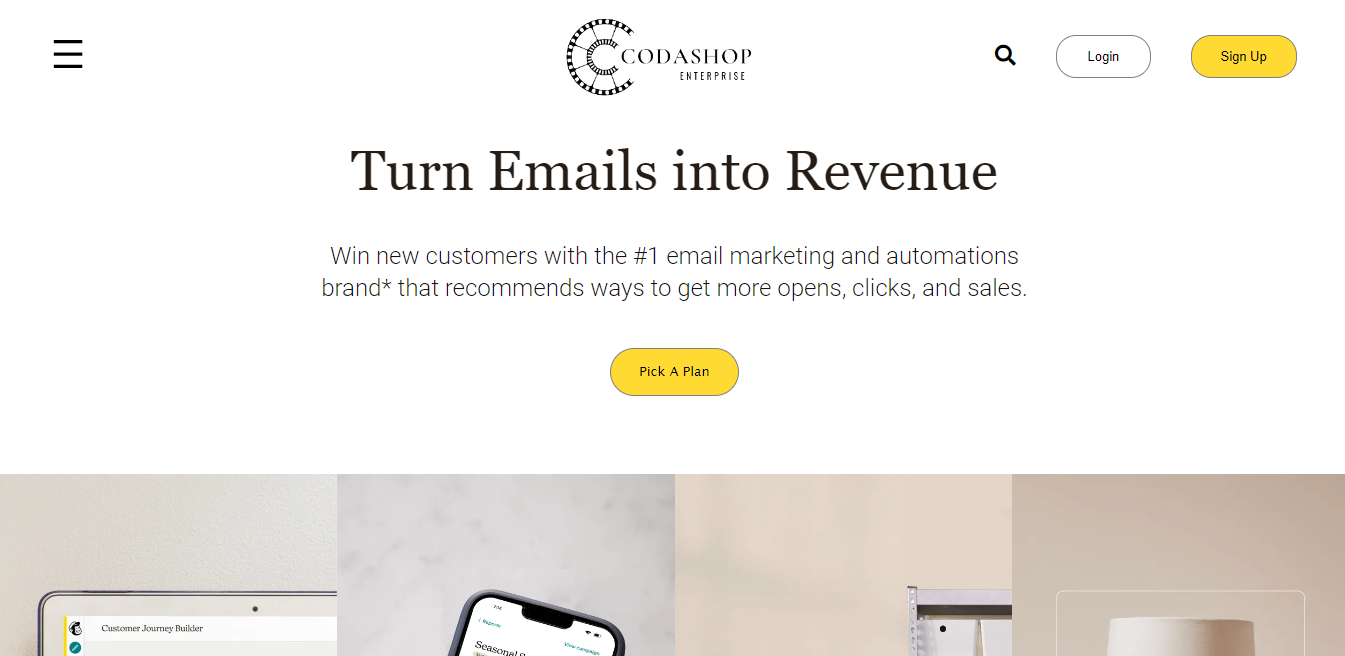 CODASHOP
ENTERPRISE
Login
Sign Up
Turn Emails into Revenue
Win new customers with the #1 email marketing and automations
brand* that recommends ways to get more opens, clicks, and sales.
Pick A Plan
Customer Journey Builder
Reports
View campaign
Seasonal